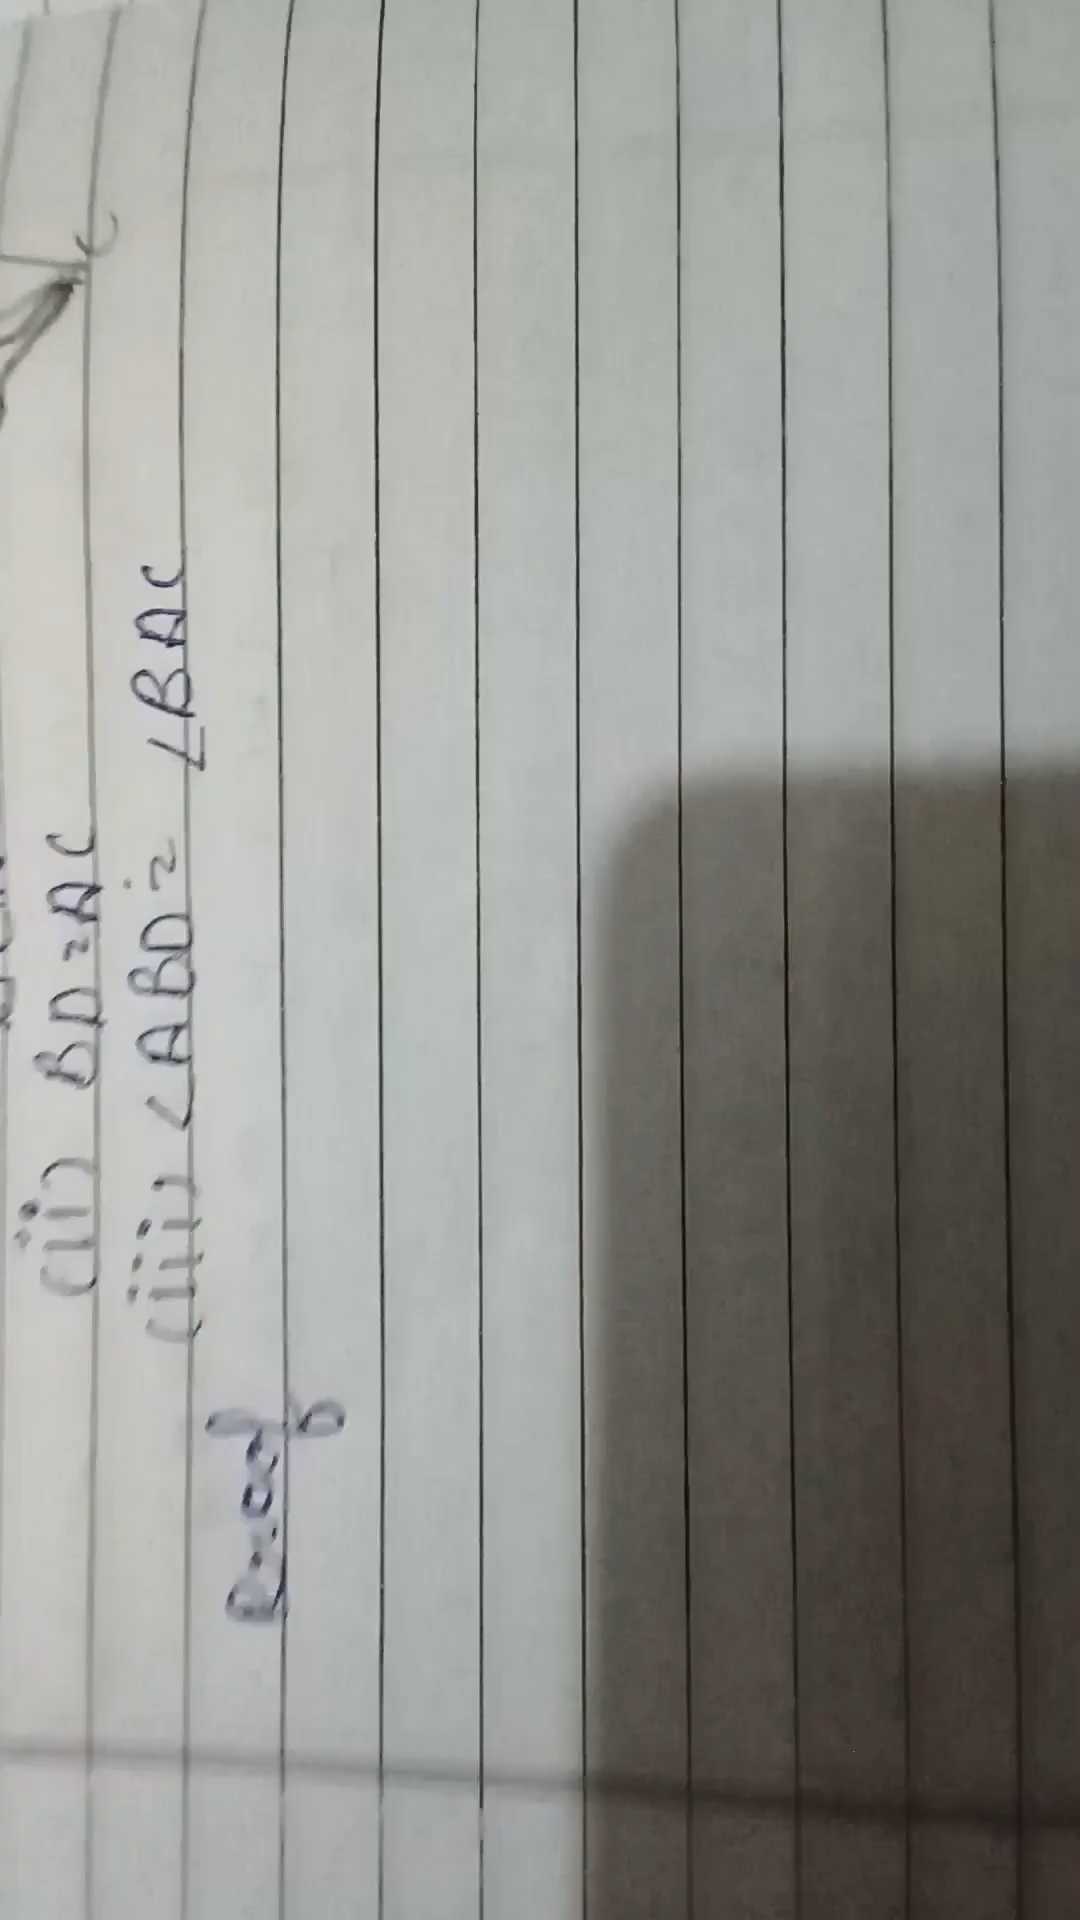 C
(ii) BD=AC
(iii) <ABD = ∠BAC
Proof